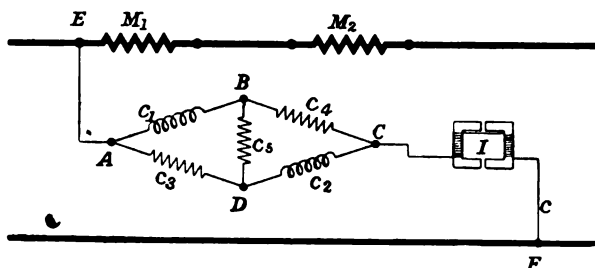 E M₁ M₂
B
C₁ C₄
A C₅ C I
C₃ C₂
D
C
F